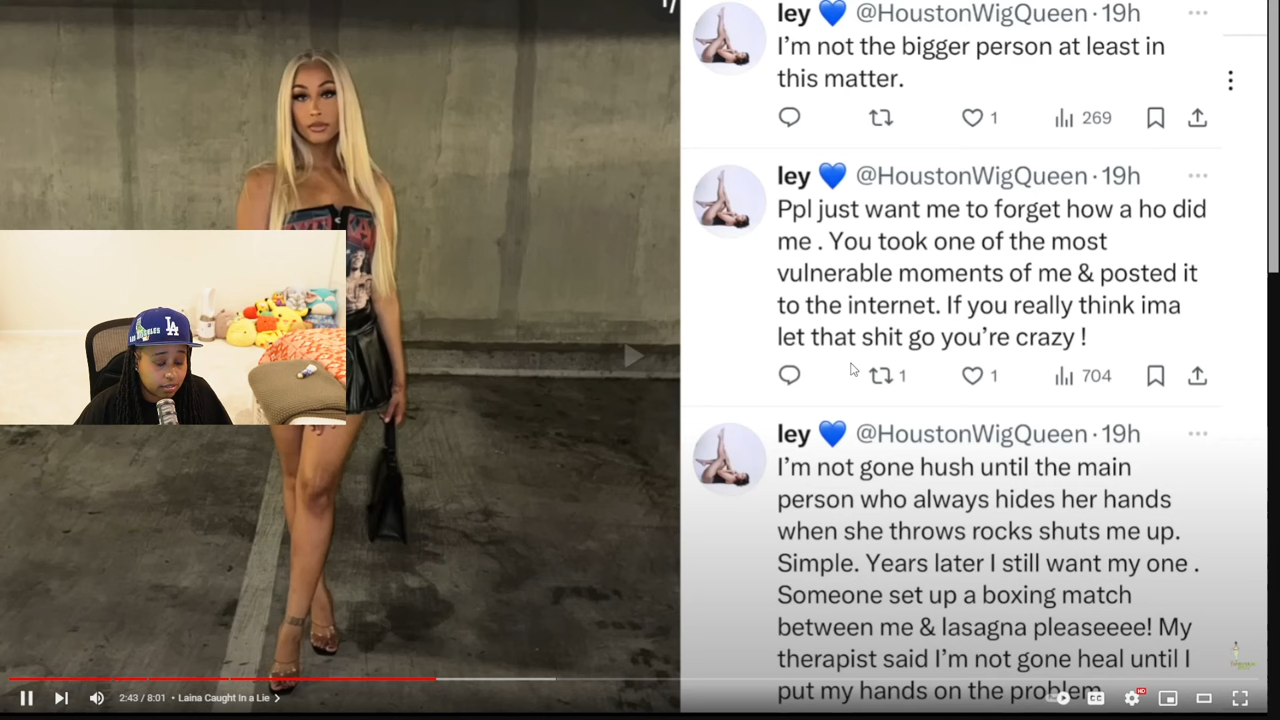 ley 💙 @HoustonWigQueen · 19h
I'm not the bigger person at least in
this matter.
1
269
ley 💙 @HoustonWigQueen · 19h
Ppl just want me to forget how a ho did
me . You took one of the most
vulnerable moments of me & posted it
to the internet. If you really think ima
let that shit go you're crazy !
1
1
704
ley 💙 @HoustonWigQueen · 19h
I'm not gone hush until the main
person who always hides her hands
when she throws rocks shuts me up.
Simple. Years later I still want my one .
Someone set up a boxing match
between me & lasagna pleaseeee! My
therapist said I'm not gone heal until I
put my hands on the problem
LA
2:43 / 8:01 • Laina Caught In a Lie >
CC
HD